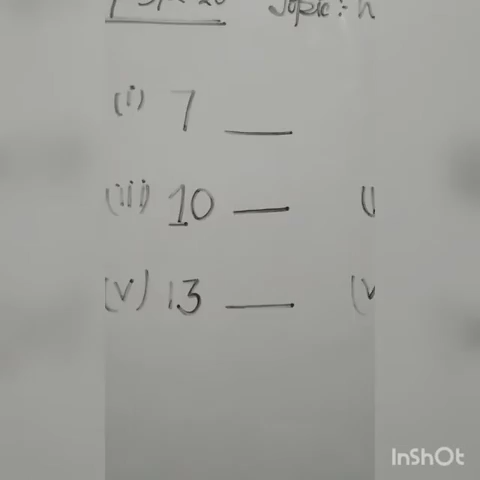 Topic:-
(i) 7 ___
(iii) 10 ___
(v) 13 ___
InShOt